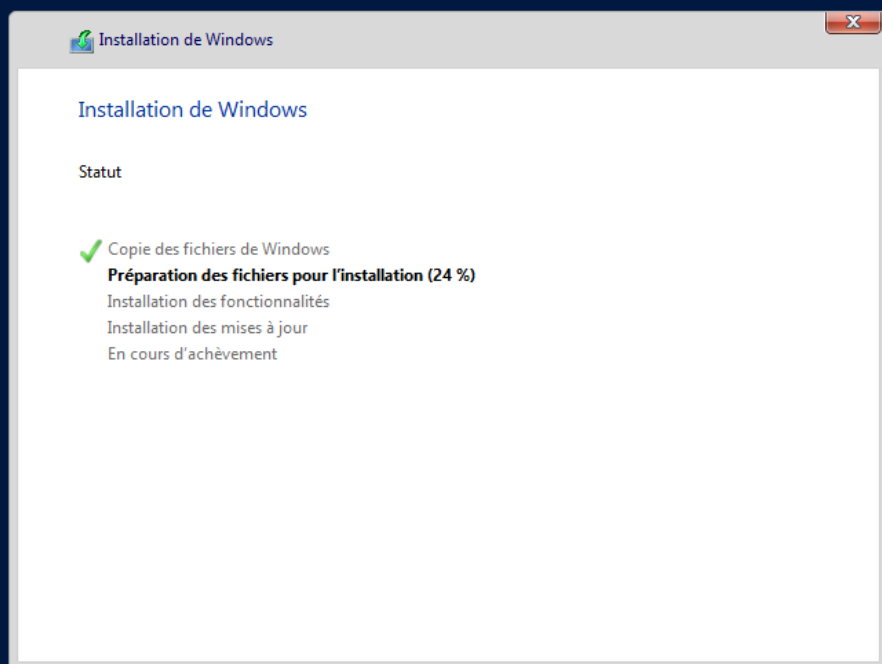 Installation de Windows
Installation de Windows
Statut
Copie des fichiers de Windows
Préparation des fichiers pour l'installation (24 %)
Installation des fonctionnalités
Installation des mises à jour
En cours d'achèvement